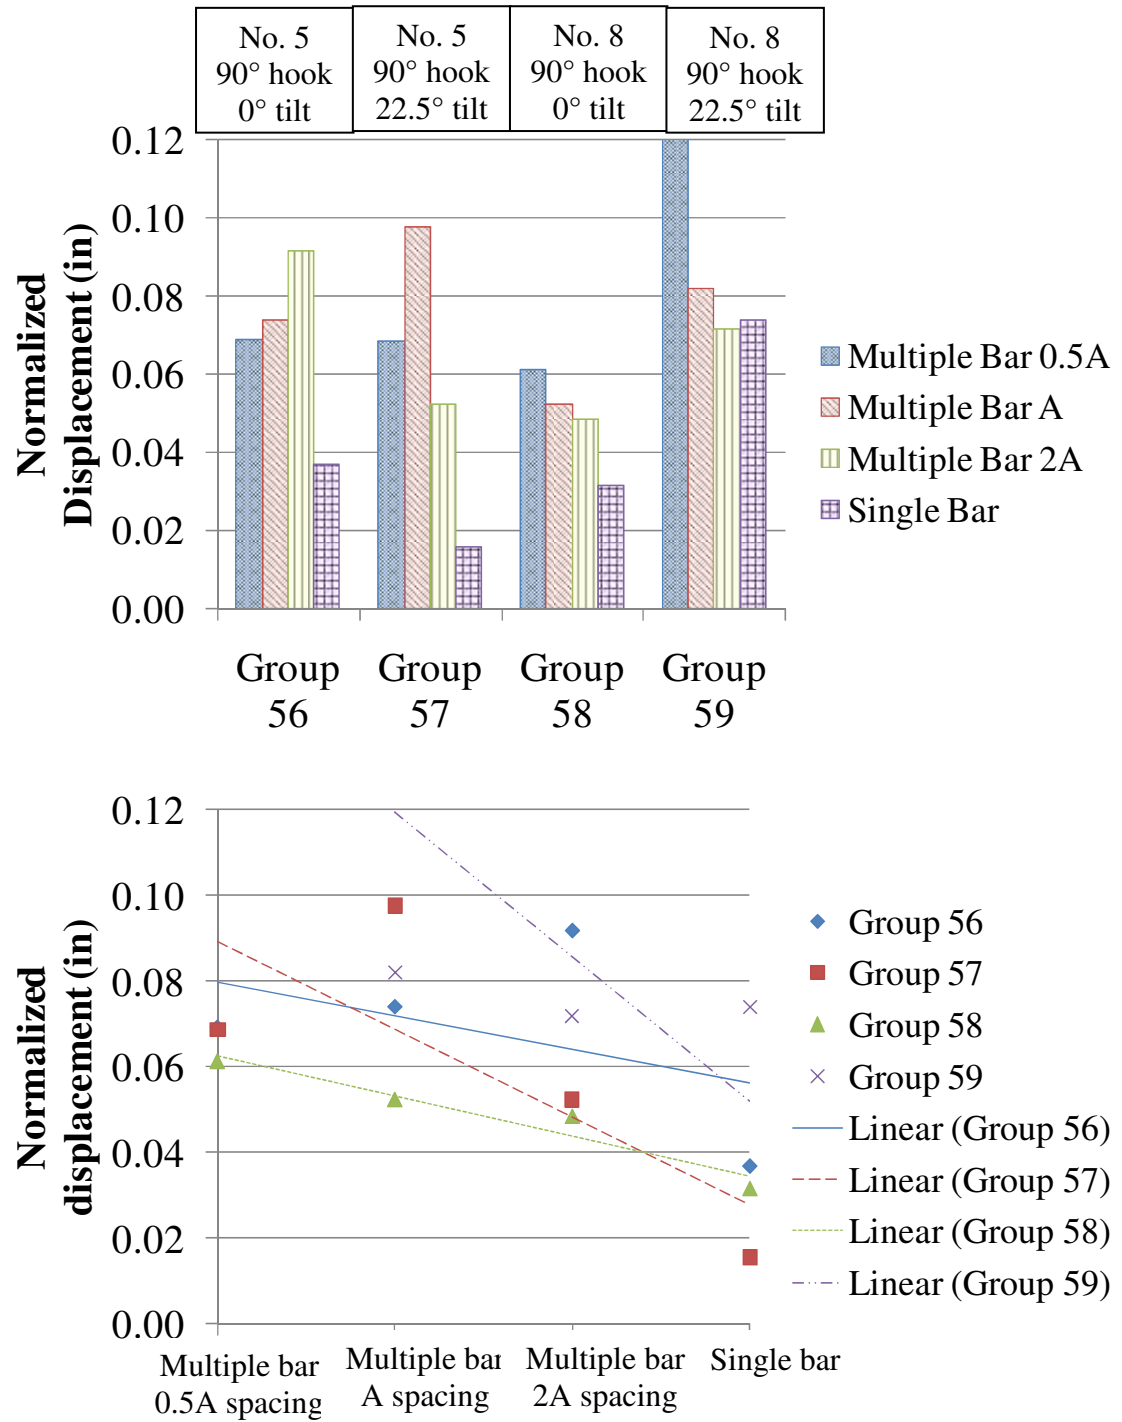 No. 5
90° hook
0° tilt
No. 5
90° hook
22.5° tilt
No. 8
90° hook
0° tilt
No. 8
90° hook
22.5° tilt
Normalized
Displacement (in)
0.12
0.10
0.08
0.06
0.04
0.02
0.00
Group
56
Group
57
Group
58
Group
59
Multiple Bar 0.5A
Multiple Bar A
Multiple Bar 2A
Single Bar
Normalized
displacement (in)
0.12
0.10
0.08
0.06
0.04
0.02
0.00
Multiple bar
0.5A spacing
Multiple bar
A spacing
Multiple bar
2A spacing
Single bar
Group 56
Group 57
Group 58
Group 59
Linear (Group 56)
Linear (Group 57)
Linear (Group 58)
Linear (Group 59)